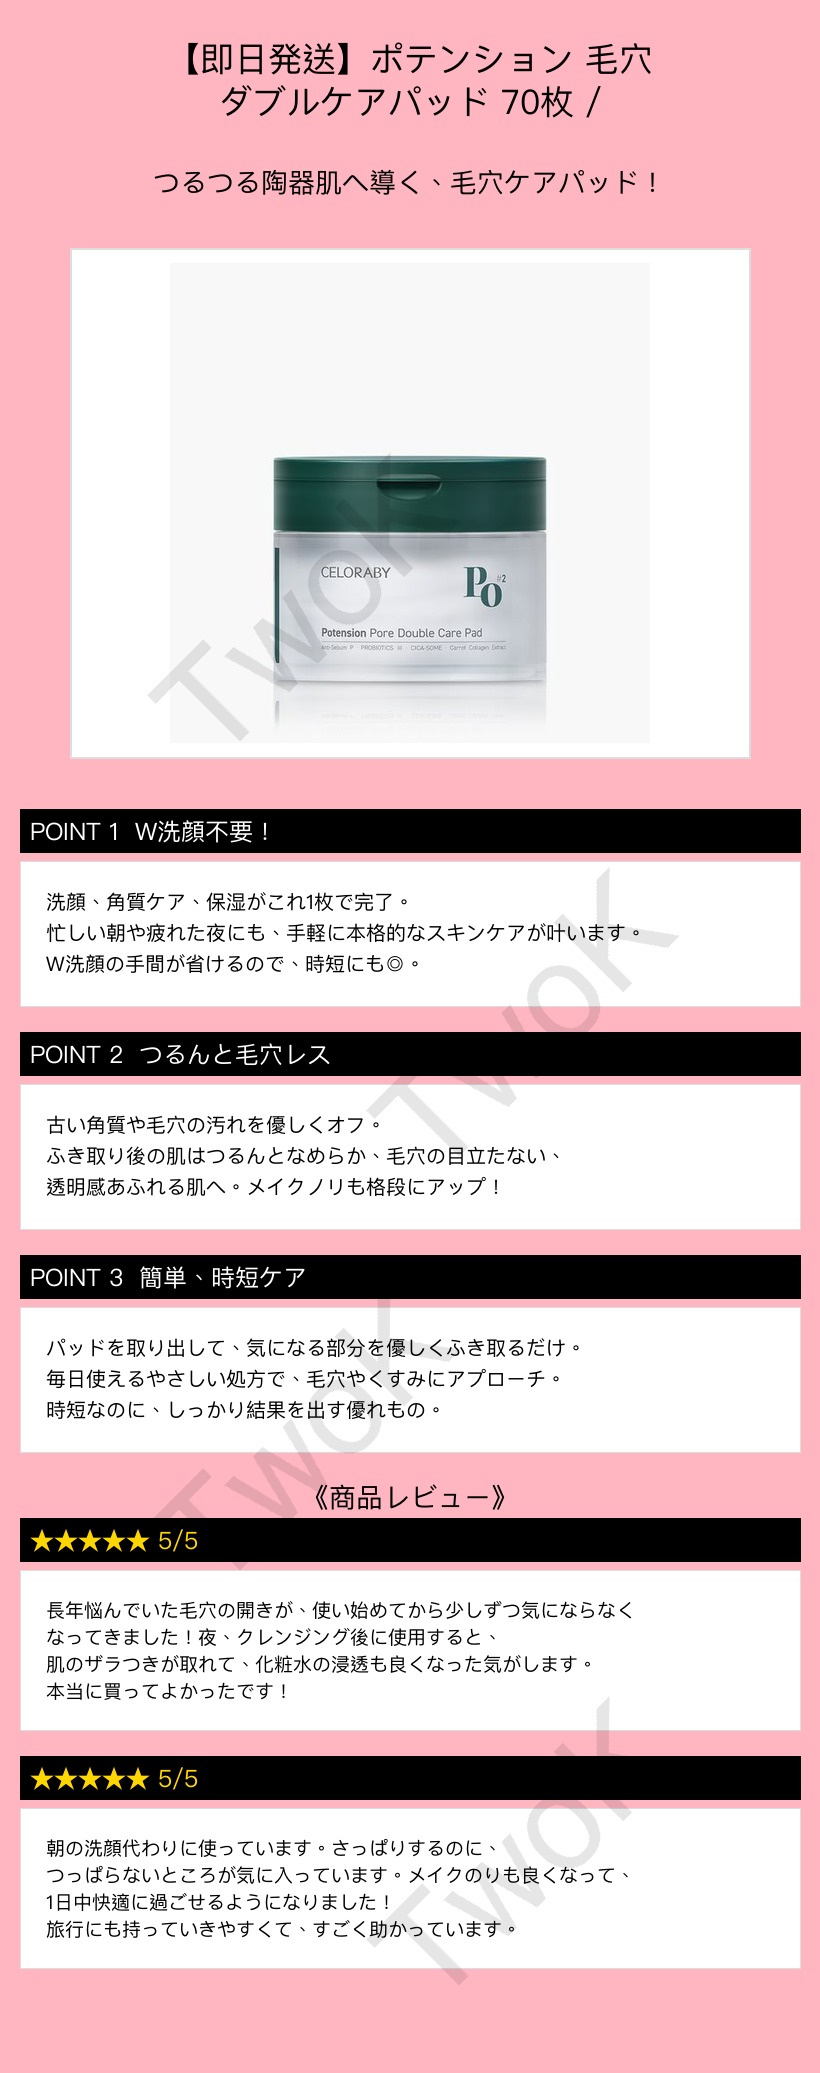 【即日発送】ポテンション 毛穴
ダブルケアパッド 70枚 /
つるつる陶器肌へ導く、毛穴ケアパッド！
CELORABY
Po #2
Potension Pore Double Care Pad
Anti-Sebum P PROBIOTICS CICA-SOME Carrot Collagen Extract
TwoK
POINT 1 W洗顔不要！
洗顔、角質ケア、保湿がこれ1枚で完了。
忙しい朝や疲れた夜にも、手軽に本格的なスキンケアが叶います。
W洗顔の手間が省けるので、時短にも◎。
TwoK
POINT 2 つるんと毛穴レス
古い角質や毛穴の汚れを優しくオフ。
ふき取り後の肌はつるんとなめらか、毛穴の目立たない、
透明感あふれる肌へ。メイクノリも格段にアップ！
POINT 3 簡単、時短ケア
パッドを取り出して、気になる部分を優しくふき取るだけ。
毎日使えるやさしい処方で、毛穴やくすみにアプローチ。
時短なのに、しっかり結果を出す優れもの。
TwoK
《商品レビュー》
★★★★★ 5/5
長年悩んでいた毛穴の開きが、使い始めてから少しずつ気にならなく
なってきました！夜、クレンジング後に使用すると、
肌のザラつきが取れて、化粧水の浸透も良くなった気がします。
本当に買ってよかったです！
★★★★★ 5/5
朝の洗顔代わりに使っています。さっぱりするのに、
つっぱらないところが気に入っています。メイクのりも良くなって、
1日中快適に過ごせるようになりました！
旅行にも持っていきやすくて、すごく助かっています。
TwoK